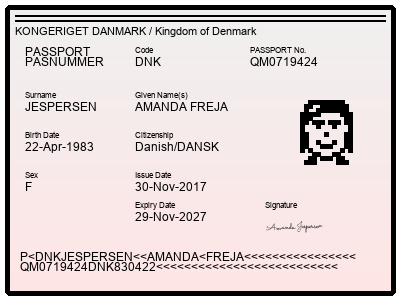 KONGERIGET DANMARK / Kingdom of Denmark
PASSPORT
PASNUMMER
Code
DNK
PASSPORT No.
QM0719424
Surname
JESPERSEN
Given Name(s)
AMANDA FREJA
Birth Date
22-Apr-1983
Citizenship
Danish/DANSK
Sex
F
Issue Date
30-Nov-2017
Expiry Date
29-Nov-2027
Signature
Amanda Jespersen
P<DNKJESPERSEN<<AMANDA<FREJA<<<<<<<<<<<<<<<<
QM0719424DNK830422<<<<<<<<<<<<<<<<<<<<<<<<<<